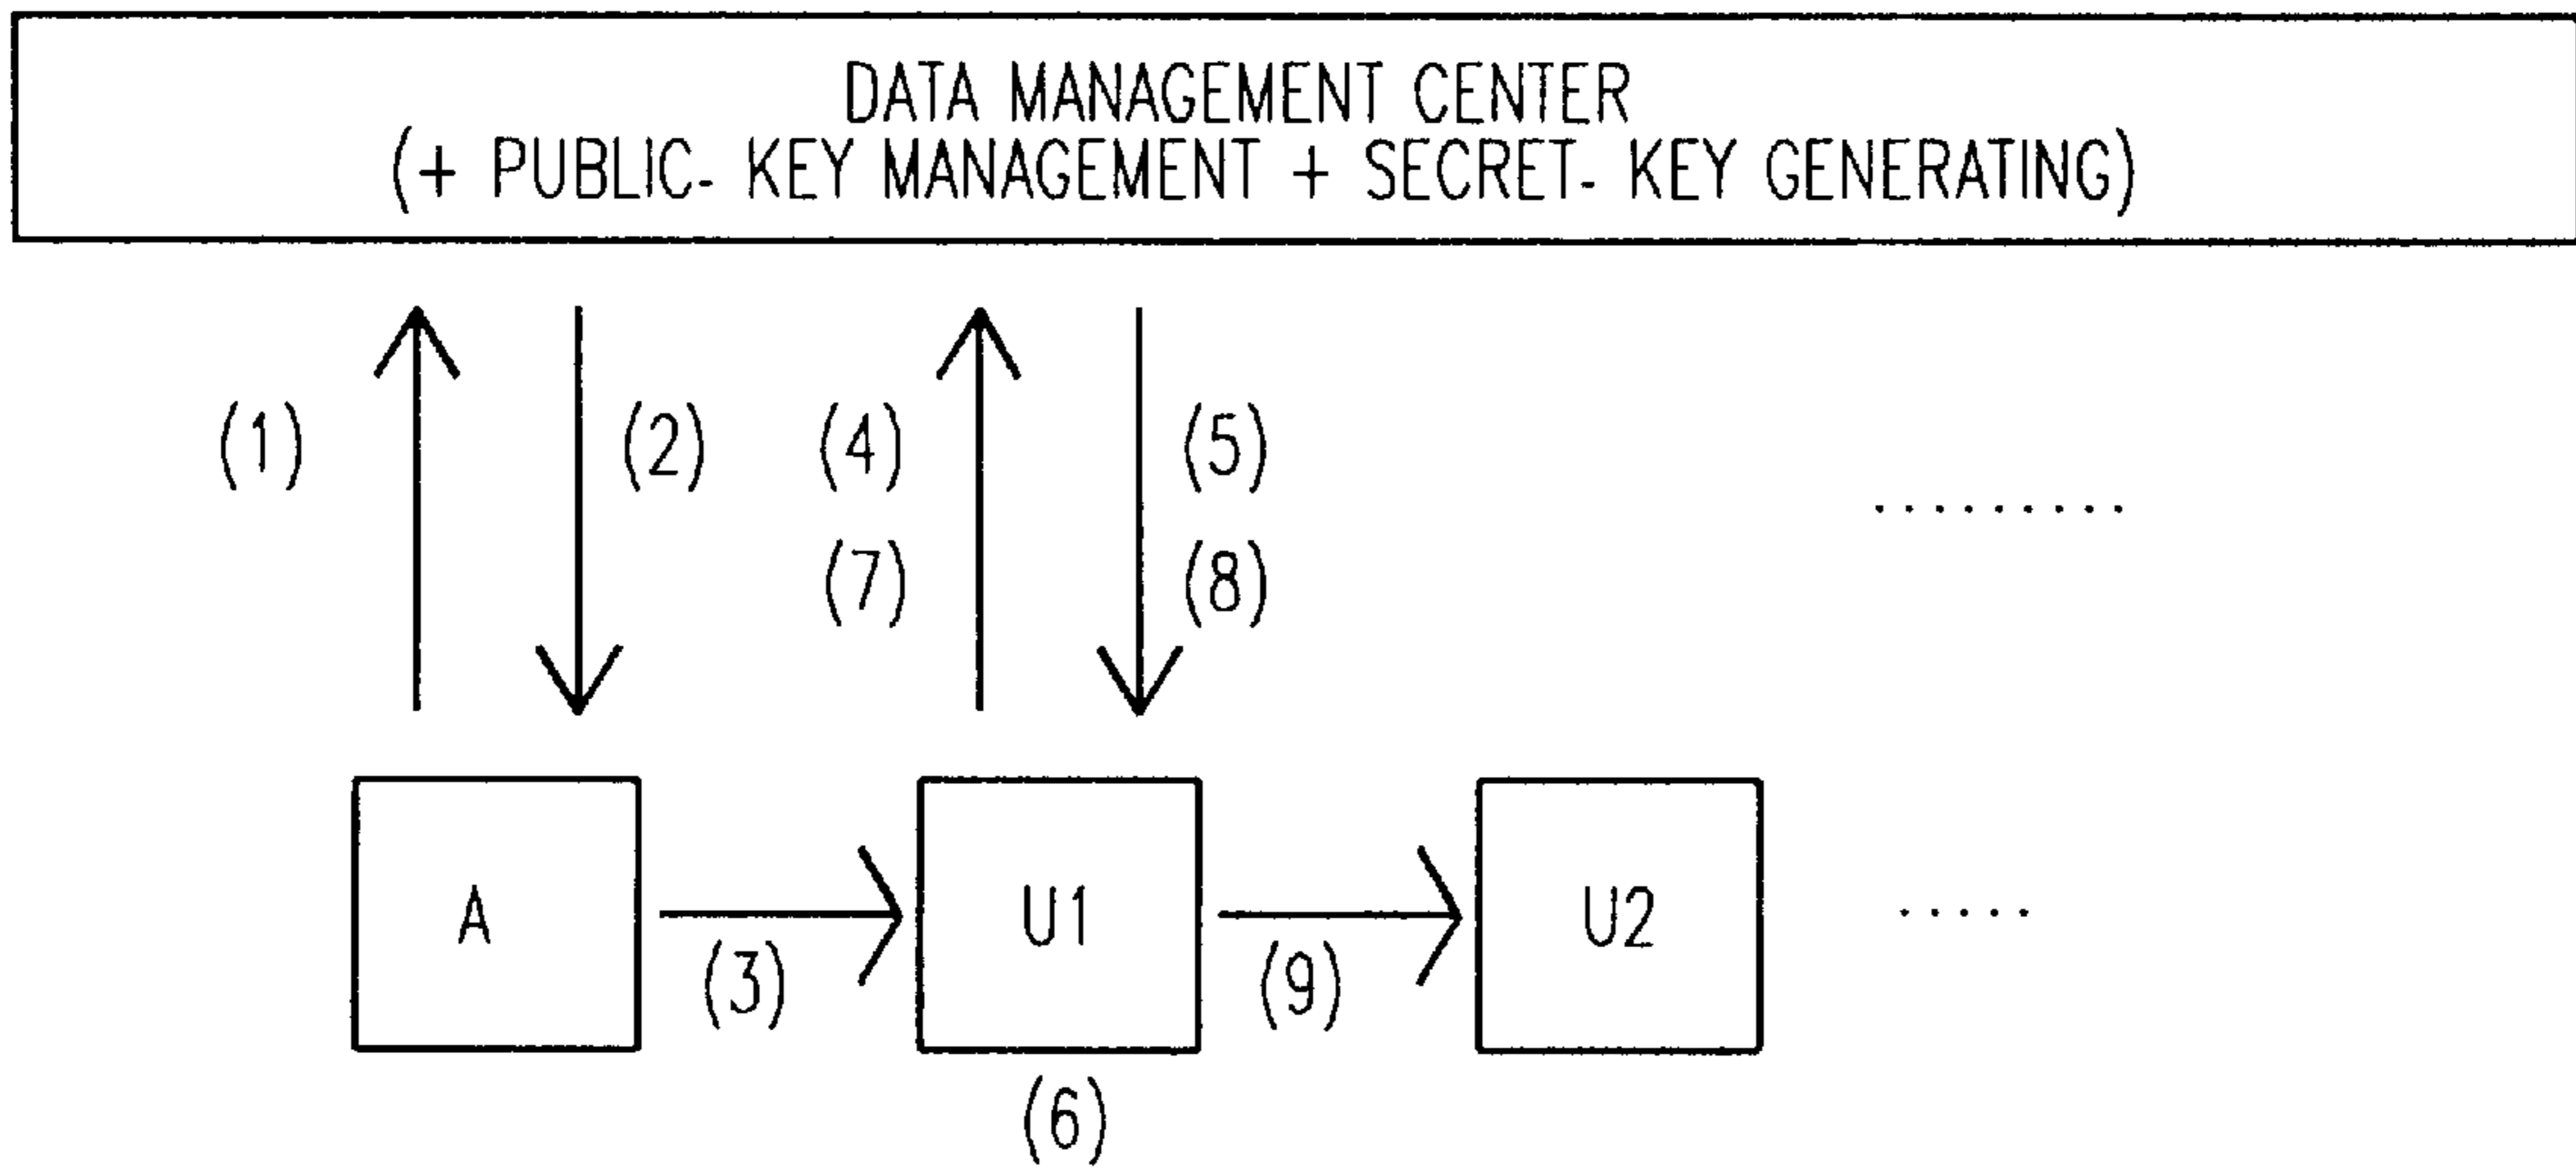 DATA MANAGEMENT CENTER
(+ PUBLIC- KEY MANAGEMENT + SECRET- KEY GENERATING)
(1) (2) (4) (5)
(7) (8)
A U1 U2
(3) (9)
(6)